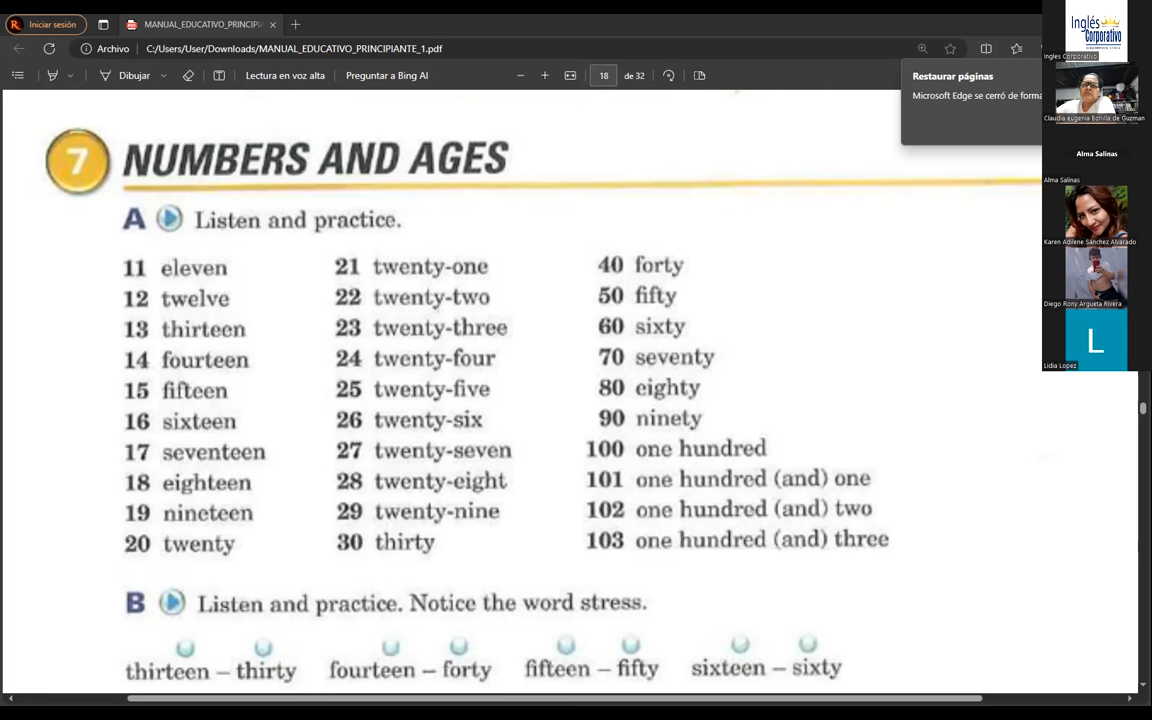 Iniciar sesión
MANUAL_EDUCATIVO_PRINCIPI
Archivo
C:/Users/User/Downloads/MANUAL_EDUCATIVO_PRINCIPIANTE_1.pdf
Dibujar
Lectura en voz alta
Preguntar a Bing AI
18 de 32
Restaurar páginas
Microsoft Edge se cerró de forma
Inglés
Corporativo
Ingles Corporativo
Claudia eugenia Bonilla de Guzman
Alma Salinas
Alma Salinas
Karen Adilene Sánchez Alvarado
Diego Rony Argueta Rivera
L
Lidia Lopez
7 NUMBERS AND AGES
A Listen and practice.
11 eleven
12 twelve
13 thirteen
14 fourteen
15 fifteen
16 sixteen
17 seventeen
18 eighteen
19 nineteen
20 twenty
21 twenty-one
22 twenty-two
23 twenty-three
24 twenty-four
25 twenty-five
26 twenty-six
27 twenty-seven
28 twenty-eight
29 twenty-nine
30 thirty
40 forty
50 fifty
60 sixty
70 seventy
80 eighty
90 ninety
100 one hundred
101 one hundred (and) one
102 one hundred (and) two
103 one hundred (and) three
B Listen and practice. Notice the word stress.
thirteen – thirty fourteen – forty fifteen – fifty sixteen – sixty